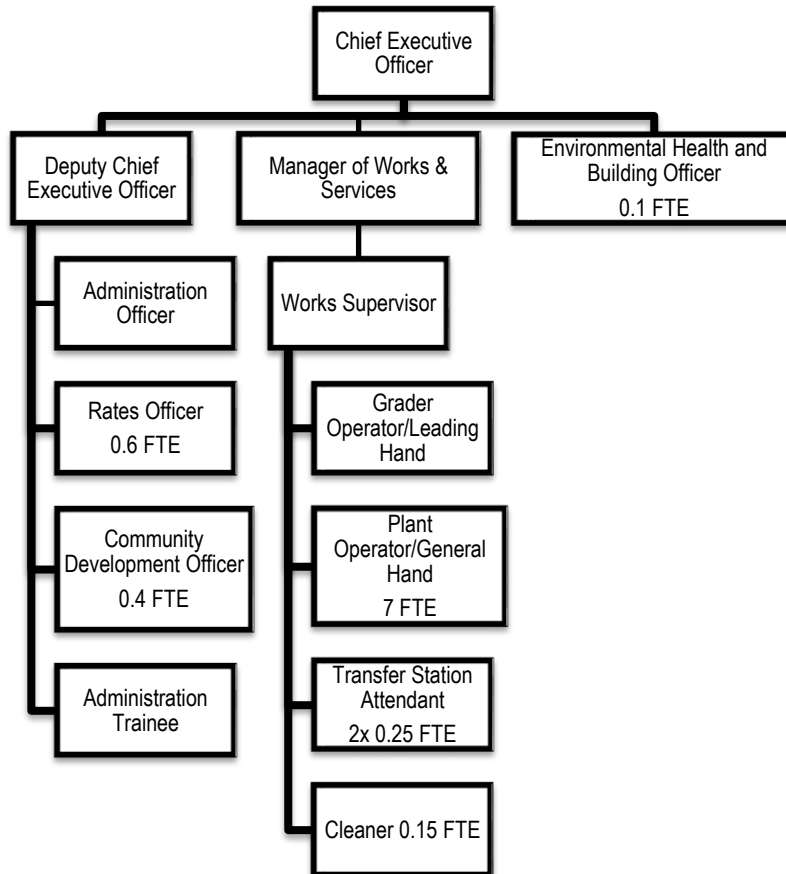 Chief Executive
Officer
Deputy Chief
Executive Officer
Manager of Works &
Services
Environmental Health and
Building Officer
0.1 FTE
Administration
Officer
Rates Officer
0.6 FTE
Community
Development Officer
0.4 FTE
Administration
Trainee
Works Supervisor
Grader
Operator/Leading
Hand
Plant
Operator/General
Hand
7 FTE
Transfer Station
Attendant
2x 0.25 FTE
Cleaner 0.15 FTE